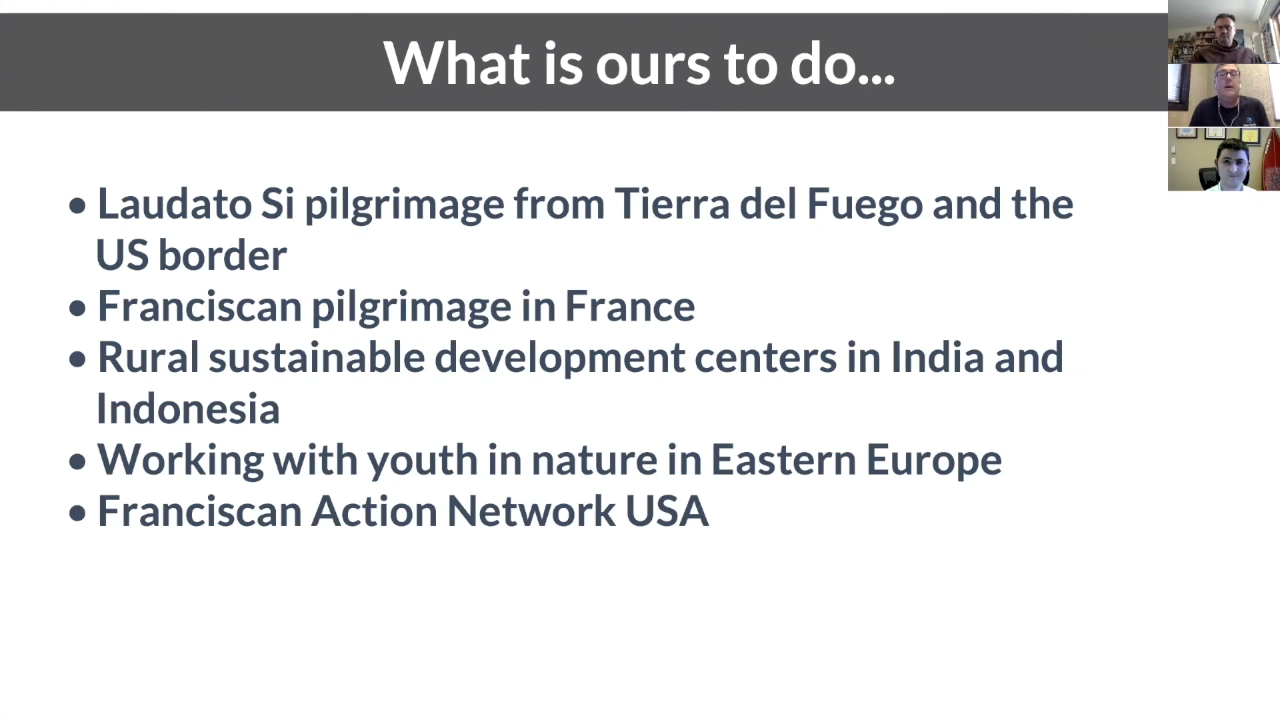 What is ours to do...
• Laudato Si pilgrimage from Tierra del Fuego and the
US border
• Franciscan pilgrimage in France
• Rural sustainable development centers in India and
Indonesia
• Working with youth in nature in Eastern Europe
• Franciscan Action Network USA